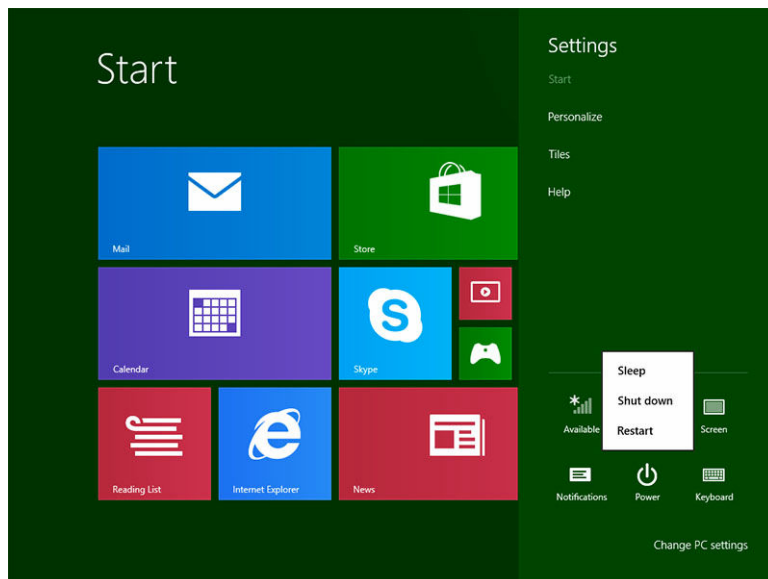 Start
Settings
Start
Personalize
Tiles
Help
Mail
Store
Calendar
Skype
Reading List
Internet Explorer
News
Sleep
Shut down
Restart
Available
Screen
Notifications
Power
Keyboard
Change PC settings